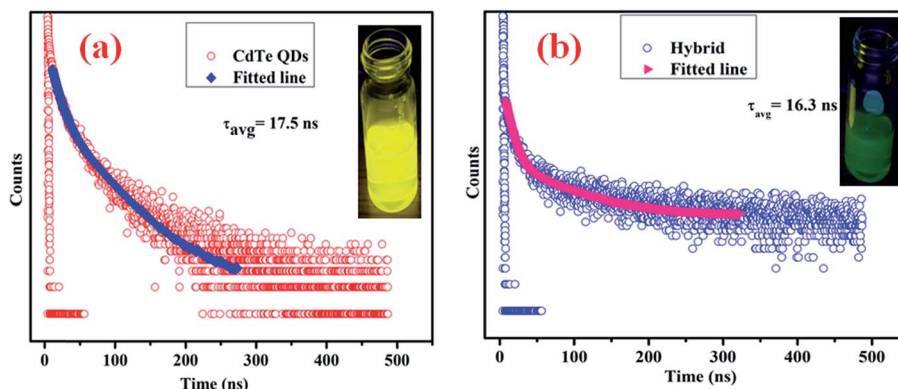 (a)
CdTe QDs
Fitted line
τavg= 17.5 ns
Counts
0 100 200 300 400 500
Time (ns)
(b)
Hybrid
Fitted line
τavg = 16.3 ns
Counts
0 100 200 300 400 500
Time (ns)